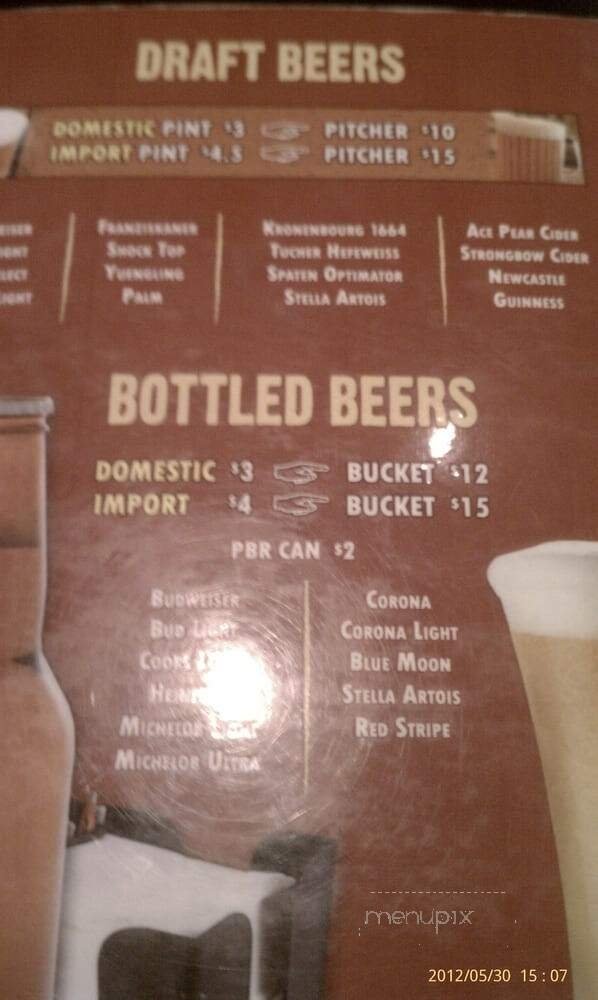 DRAFT BEERS
DOMESTIC PINT $3 PITCHER $10
IMPORT PINT $4.5 PITCHER $15
FRANZISKANER
SHOCK TOP
YUENGLING
PALM
KRONENBOURG 1664
TUCHER HEFEWEISS
SPATEN OPTIMATOR
STELLA ARTOIS
ACE PEAR CIDER
STRONGBOW CIDER
NEWCASTLE
GUINNESS
BOTTLED BEERS
DOMESTIC $3 BUCKET $12
IMPORT $4 BUCKET $15
PBR CAN $2
BUDWEISER
BUD LIGHT
COORS
MICHELOB
MICHELOB ULTRA
CORONA
CORONA LIGHT
BLUE MOON
STELLA ARTOIS
RED STRIPE
menupix
2012/05/30 15:07